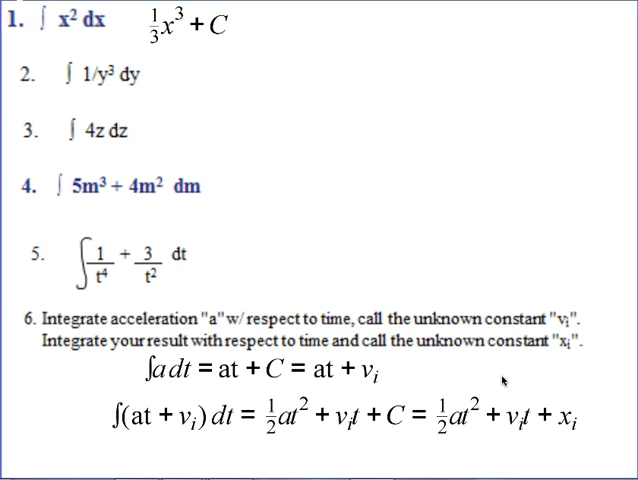 1. ∫ x² dx    ⅓x³ + C
2. ∫ 1/y³ dy
3. ∫ 4z dz
4. ∫ 5m³ + 4m² dm
5. ∫ 1/t⁴ + 3/t² dt
6. Integrate acceleration "a" w/ respect to time, call the unknown constant "vᵢ".
Integrate your result with respect to time and call the unknown constant "xᵢ".
∫a dt = at + C = at + vᵢ
∫(at + vᵢ) dt = ½at² + vᵢt + C = ½at² + vᵢt + xᵢ